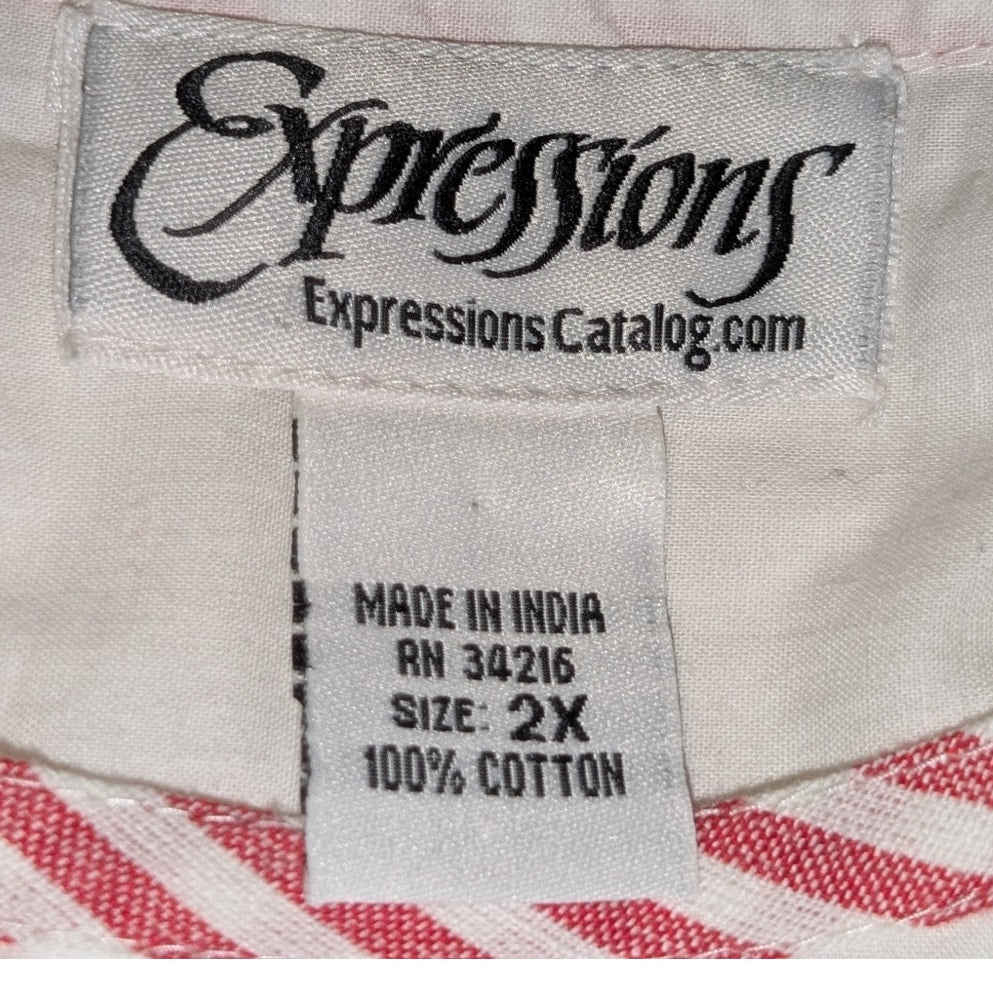 Expressions
ExpressionsCatalog.com
MADE IN INDIA
RN 34216
SIZE: 2X
100% COTTON